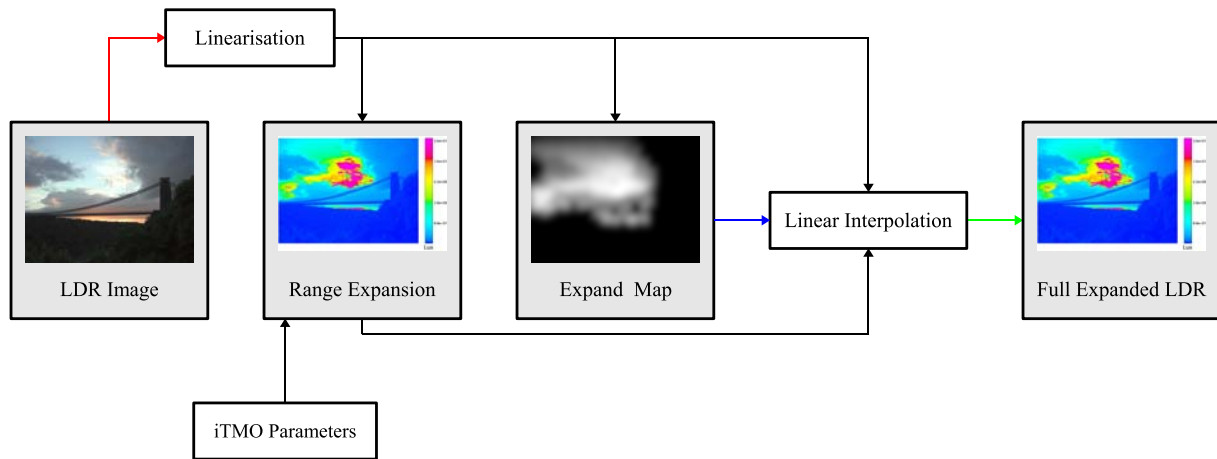 Linearisation
LDR Image
Range Expansion
Expand Map
Linear Interpolation
Full Expanded LDR
iTMO Parameters